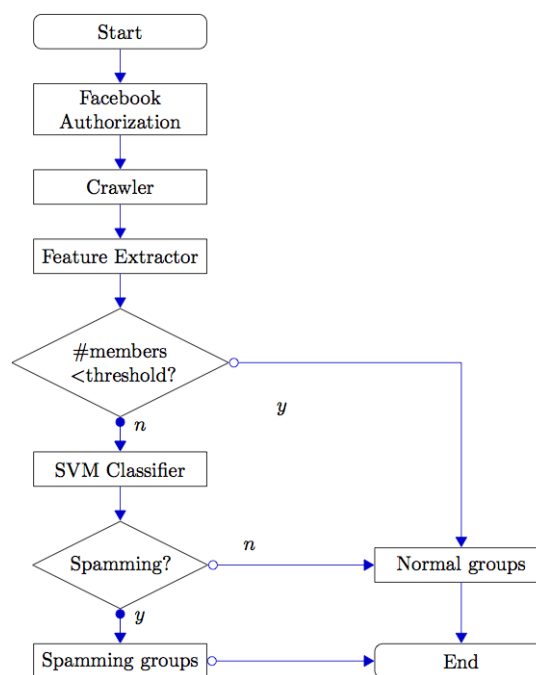 Start
Facebook
Authorization
Crawler
Feature Extractor
#members
<threshold?
y
n
SVM Classifier
Spamming?
n
Normal groups
y
Spamming groups
End